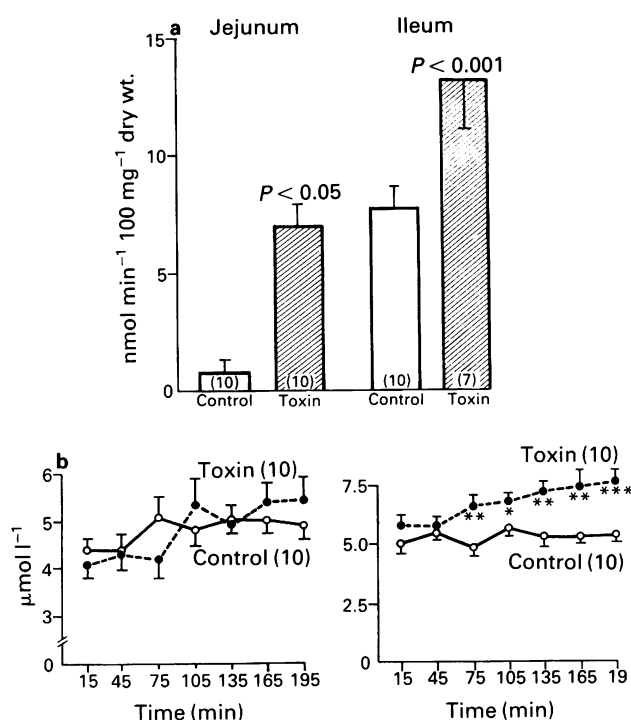 a Jejunum Ileum
nmol min⁻¹ 100 mg⁻¹ dry wt.
15
10
5
0
P < 0.05
P < 0.001
(10) (10) (10) (7)
Control Toxin Control Toxin
b
µmol l⁻¹
6
5
4
3
0
Toxin (10)
Control (10)
15 45 75 105 135 165 195
Time (min)
7.5
5.0
2.5
0
Toxin (10)
** * ** ** ***
Control (10)
15 45 75 105 135 165 19
Time (min)